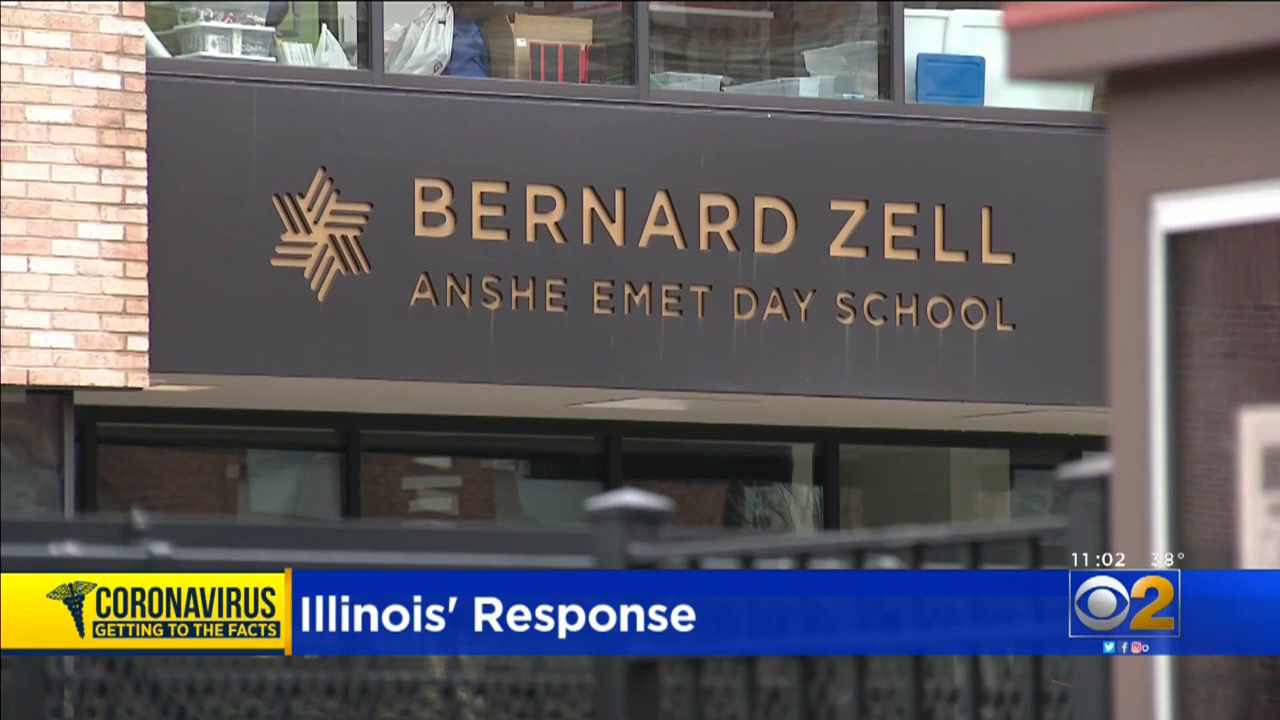 BERNARD ZELL
ANSHE EMET DAY SCHOOL
11:02 38°
CORONAVIRUS
GETTING TO THE FACTS
Illinois' Response
2